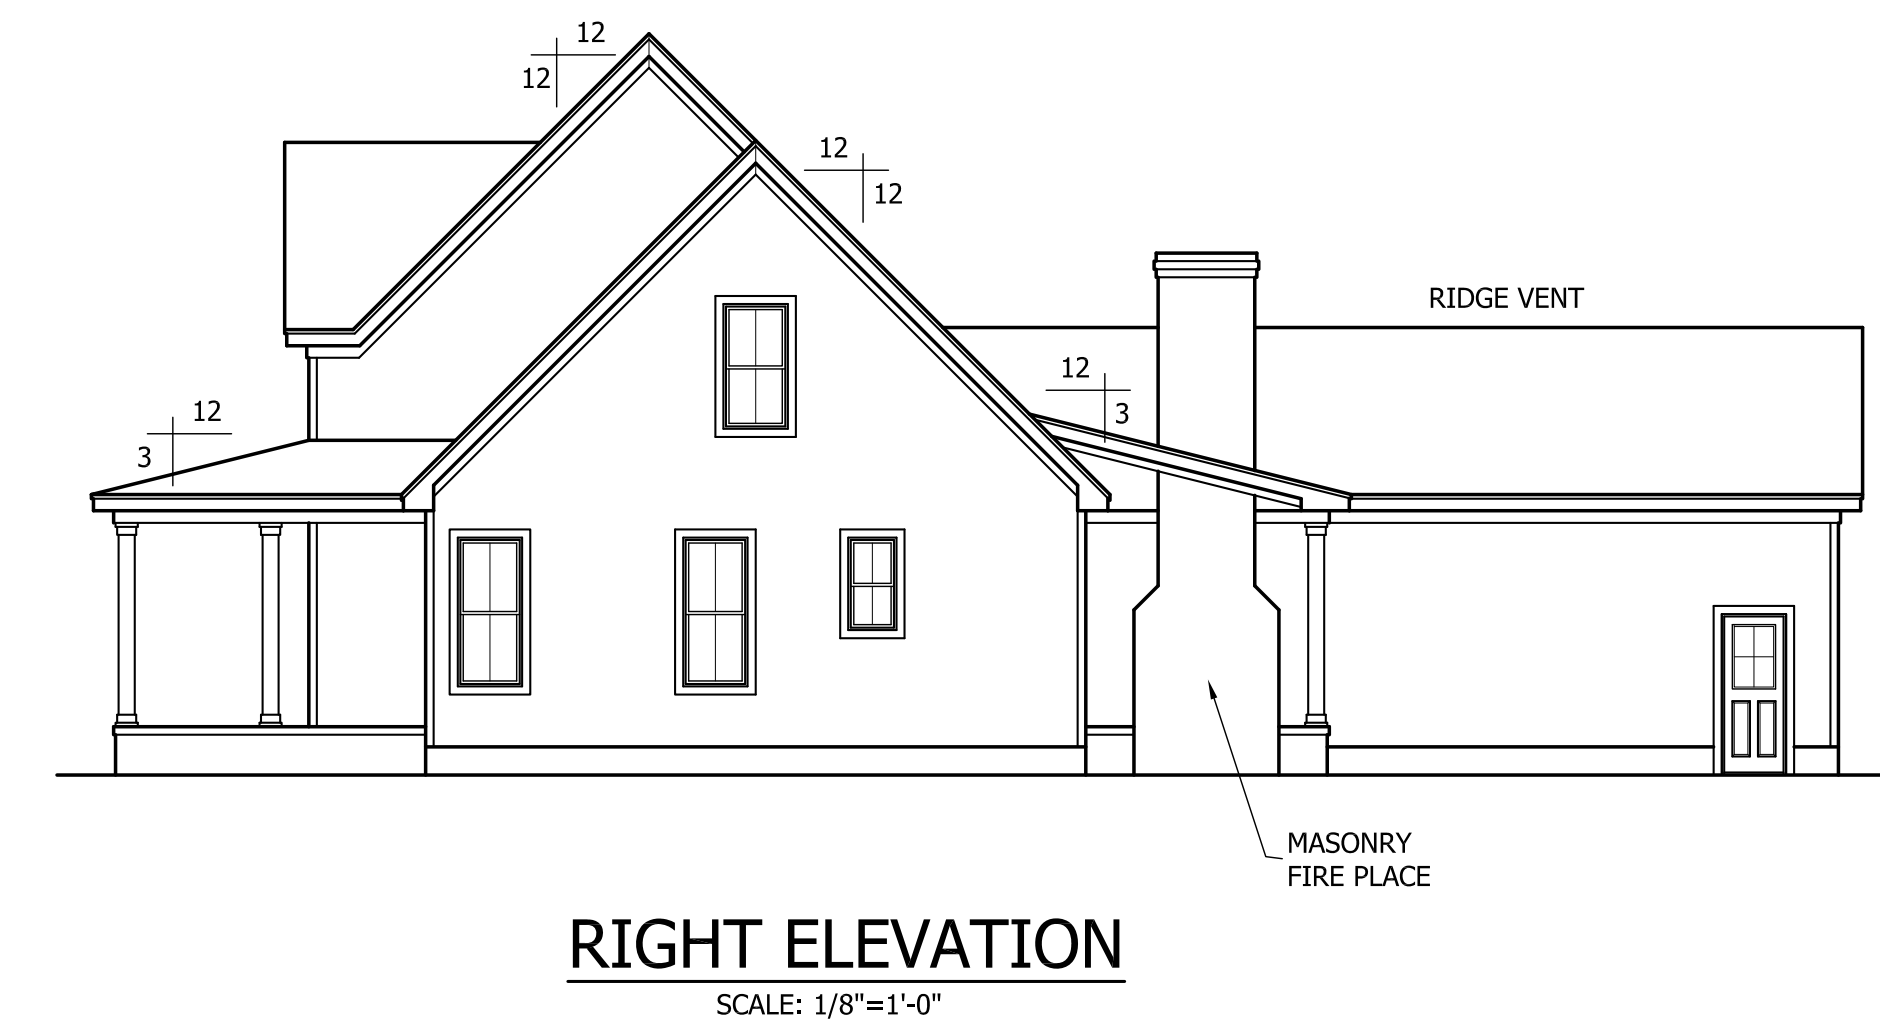 12
12
12
12
RIDGE VENT
12
3
12
3
MASONRY
FIRE PLACE
RIGHT ELEVATION
SCALE: 1/8"=1'-0"